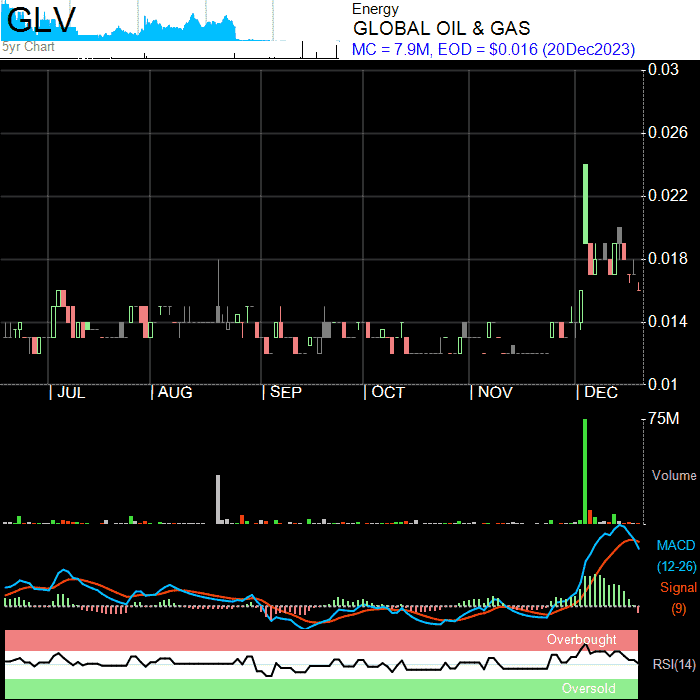 GLV
5yr Chart
Energy
GLOBAL OIL & GAS
MC = 7.9M, EOD = $0.016 (20Dec2023)
0.03
0.026
0.022
0.018
0.014
0.01
JUL
AUG
SEP
OCT
NOV
DEC
75M
Volume
MACD
(12-26)
Signal
(9)
Overbought
RSI(14)
Oversold